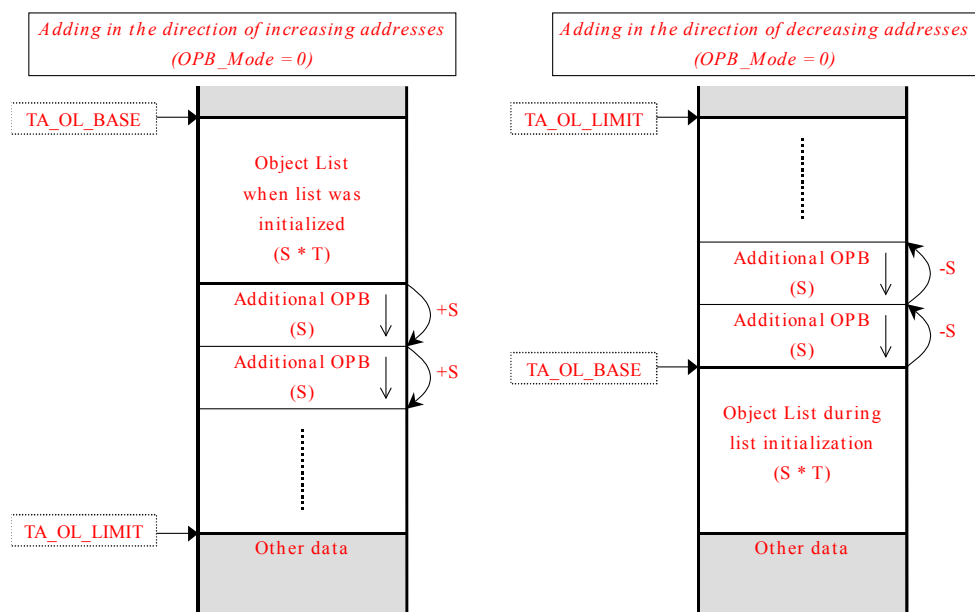 Adding in the direction of increasing addresses
(OPB_Mode = 0)
TA_OL_BASE
Object List
when list was
initialized
(S * T)
Additional OPB
(S)
+S
Additional OPB
(S)
+S
TA_OL_LIMIT
Other data
Adding in the direction of decreasing addresses
(OPB_Mode = 0)
TA_OL_LIMIT
Additional OPB
(S)
-S
Additional OPB
(S)
-S
TA_OL_BASE
Object List during
list initialization
(S * T)
Other data